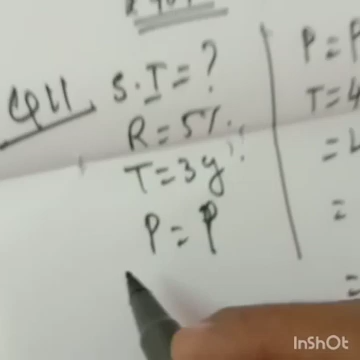 Q11. S.I = ?
R = 5%.
T = 3y
P = P
P = P
T = 4
=
=
=
InShOt